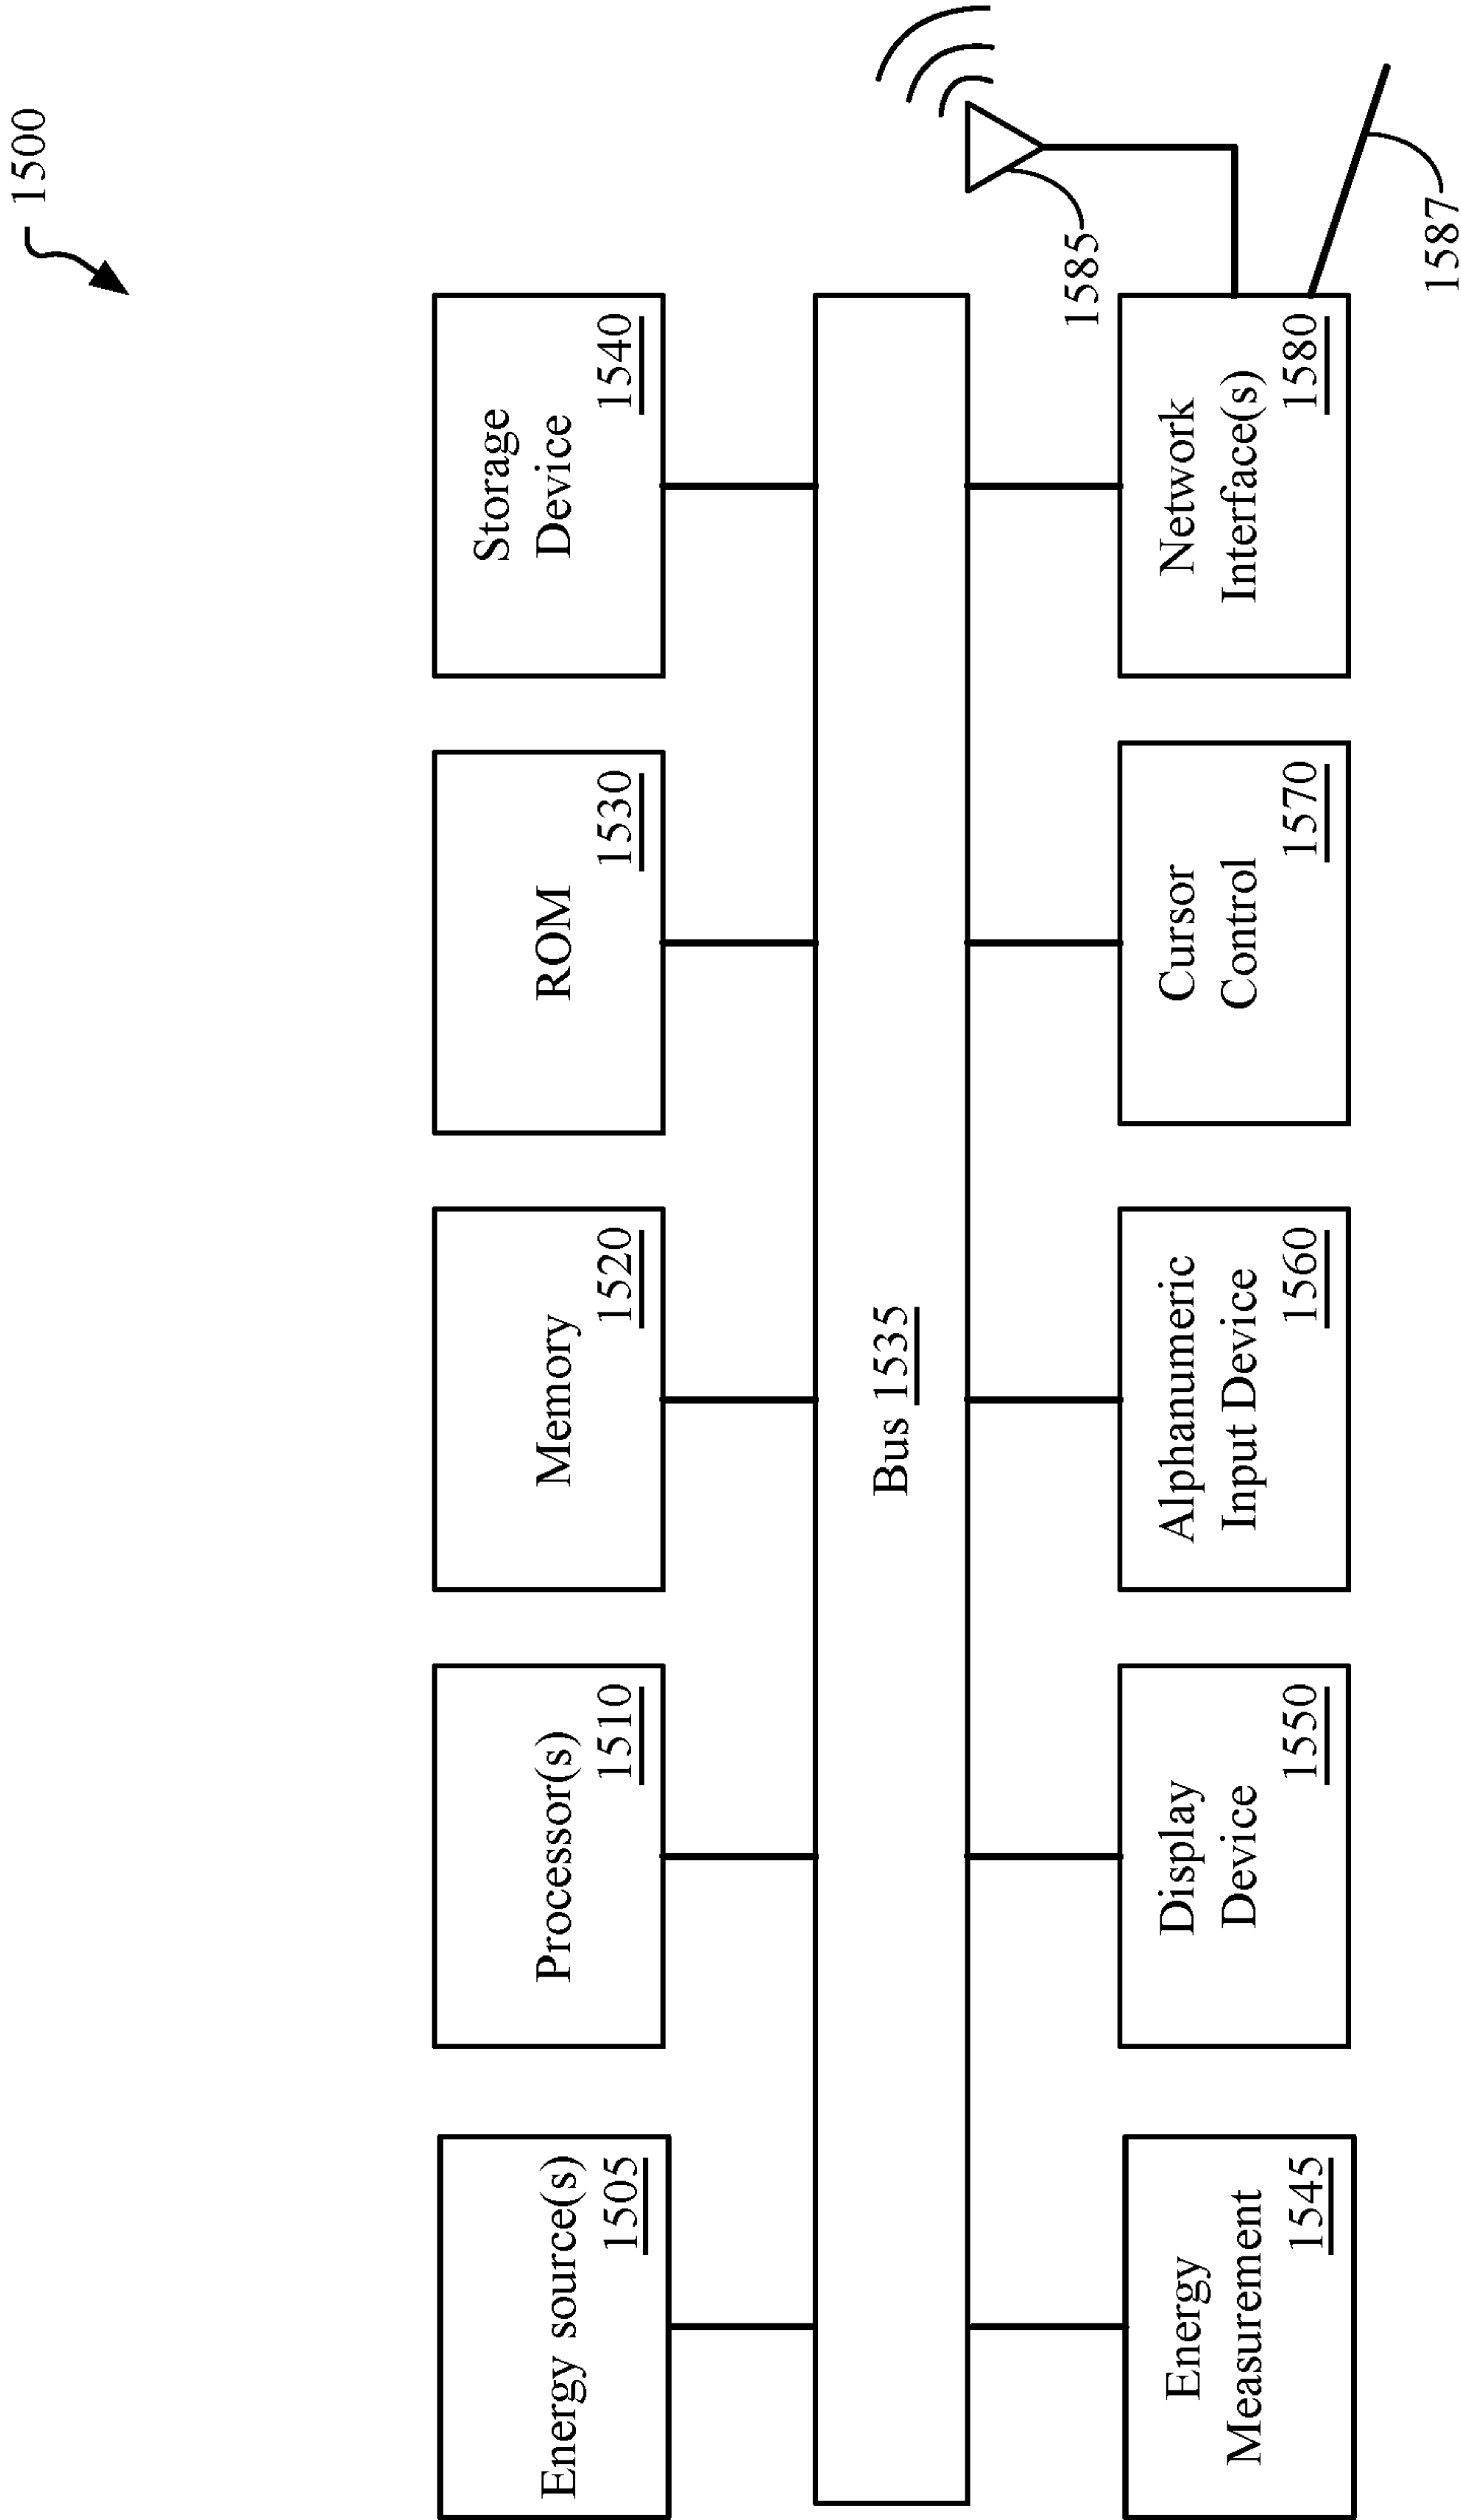 1500
Energy source(s)
1505
Processor(s)
1510
Memory
1520
ROM
1530
Storage
Device
1540
Bus 1535
Energy
Measurement
1545
Display
Device
1550
Alphanumeric
Input Device
1560
Cursor
Control
1570
Network
Interface(s)
1580
1585
1587